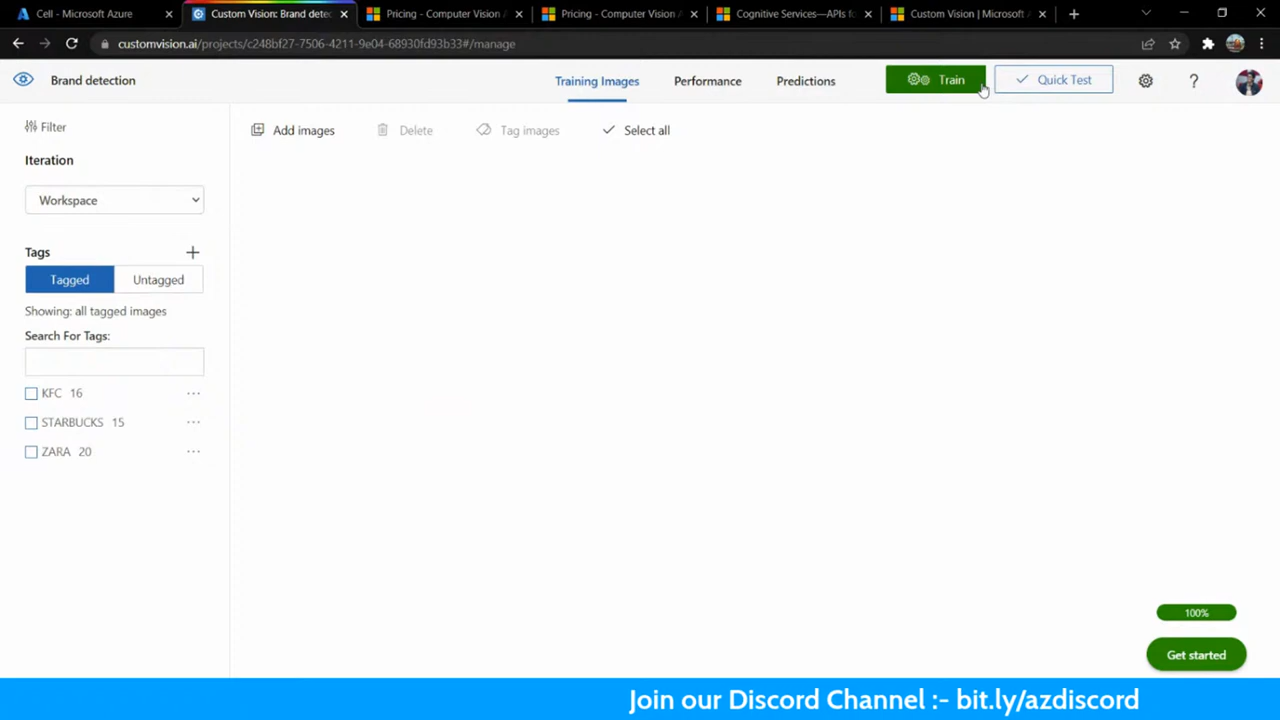 Cell - Microsoft Azure
Custom Vision: Brand detec
Pricing - Computer Vision A
Pricing - Computer Vision A
Cognitive Services—APIs fo
Custom Vision | Microsoft A
customvision.ai/projects/c248bf27-7506-4211-9e04-68930fd93b33#/manage
Brand detection
Training Images
Performance
Predictions
Train
Quick Test
?
Filter
Add images
Delete
Tag images
Select all
Iteration
Workspace
Tags
Tagged
Untagged
Showing: all tagged images
Search For Tags:
KFC 16
STARBUCKS 15
ZARA 20
100%
Get started
Join our Discord Channel :- bit.ly/azdiscord